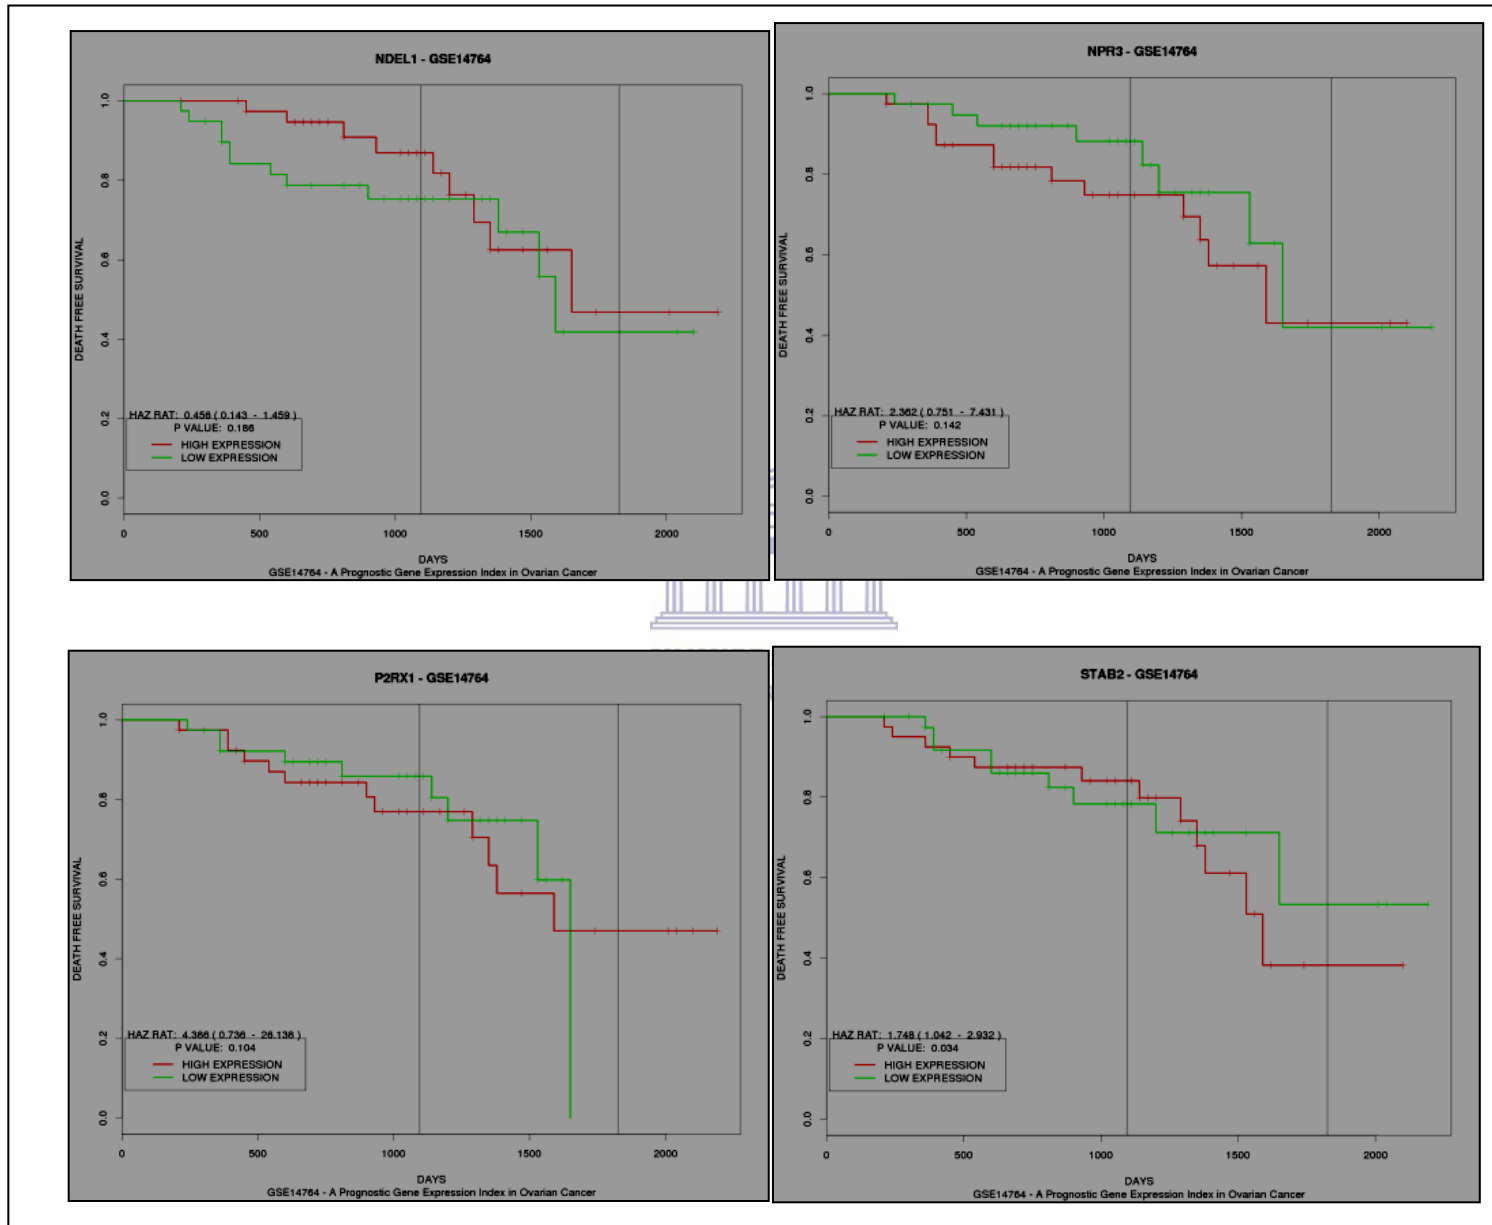 NDEL1 - GSE14764
DEATH FREE SURVIVAL
1.0
0.8
0.6
0.4
0.2
0.0
HAZ RAT: 0.456 ( 0.143 - 1.459 )
P VALUE: 0.186
HIGH EXPRESSION
LOW EXPRESSION
0 500 1000 1500 2000
DAYS
GSE14764 - A Prognostic Gene Expression Index in Ovarian Cancer
NPR3 - GSE14764
DEATH FREE SURVIVAL
1.0
0.8
0.6
0.4
0.2
0.0
HAZ RAT: 2.362 ( 0.751 - 7.431 )
P VALUE: 0.142
HIGH EXPRESSION
LOW EXPRESSION
0 500 1000 1500 2000
DAYS
GSE14764 - A Prognostic Gene Expression Index in Ovarian Cancer
P2RX1 - GSE14764
DEATH FREE SURVIVAL
1.0
0.8
0.6
0.4
0.2
0.0
HAZ RAT: 4.386 ( 0.736 - 26.138 )
P VALUE: 0.104
HIGH EXPRESSION
LOW EXPRESSION
0 500 1000 1500 2000
DAYS
GSE14764 - A Prognostic Gene Expression Index in Ovarian Cancer
STAB2 - GSE14764
DEATH FREE SURVIVAL
1.0
0.8
0.6
0.4
0.2
0.0
HAZ RAT: 1.748 ( 1.042 - 2.932 )
P VALUE: 0.034
HIGH EXPRESSION
LOW EXPRESSION
0 500 1000 1500 2000
DAYS
GSE14764 - A Prognostic Gene Expression Index in Ovarian Cancer